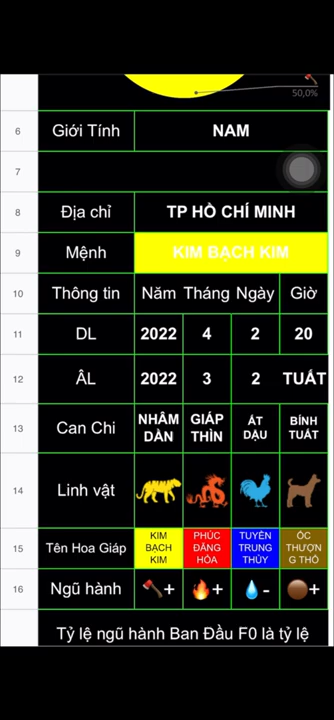 50,0%
6 Giới Tính NAM
7
8 Địa chỉ TP HỒ CHÍ MINH
9 Mệnh KIM BẠCH KIM
10 Thông tin Năm Tháng Ngày Giờ
11 DL 2022 4 2 20
12 ÂL 2022 3 2 TUẤT
13 Can Chi NHÂM DẦN GIÁP THÌN ẤT DẬU BÍNH TUẤT
14 Linh vật
15 Tên Hoa Giáp KIM BẠCH KIM PHÚC ĐĂNG HỎA TUYỀN TRUNG THỦY ỐC THƯỢNG THỔ
16 Ngũ hành + + - +
Tỷ lệ ngũ hành Ban Đầu F0 là tỷ lệ